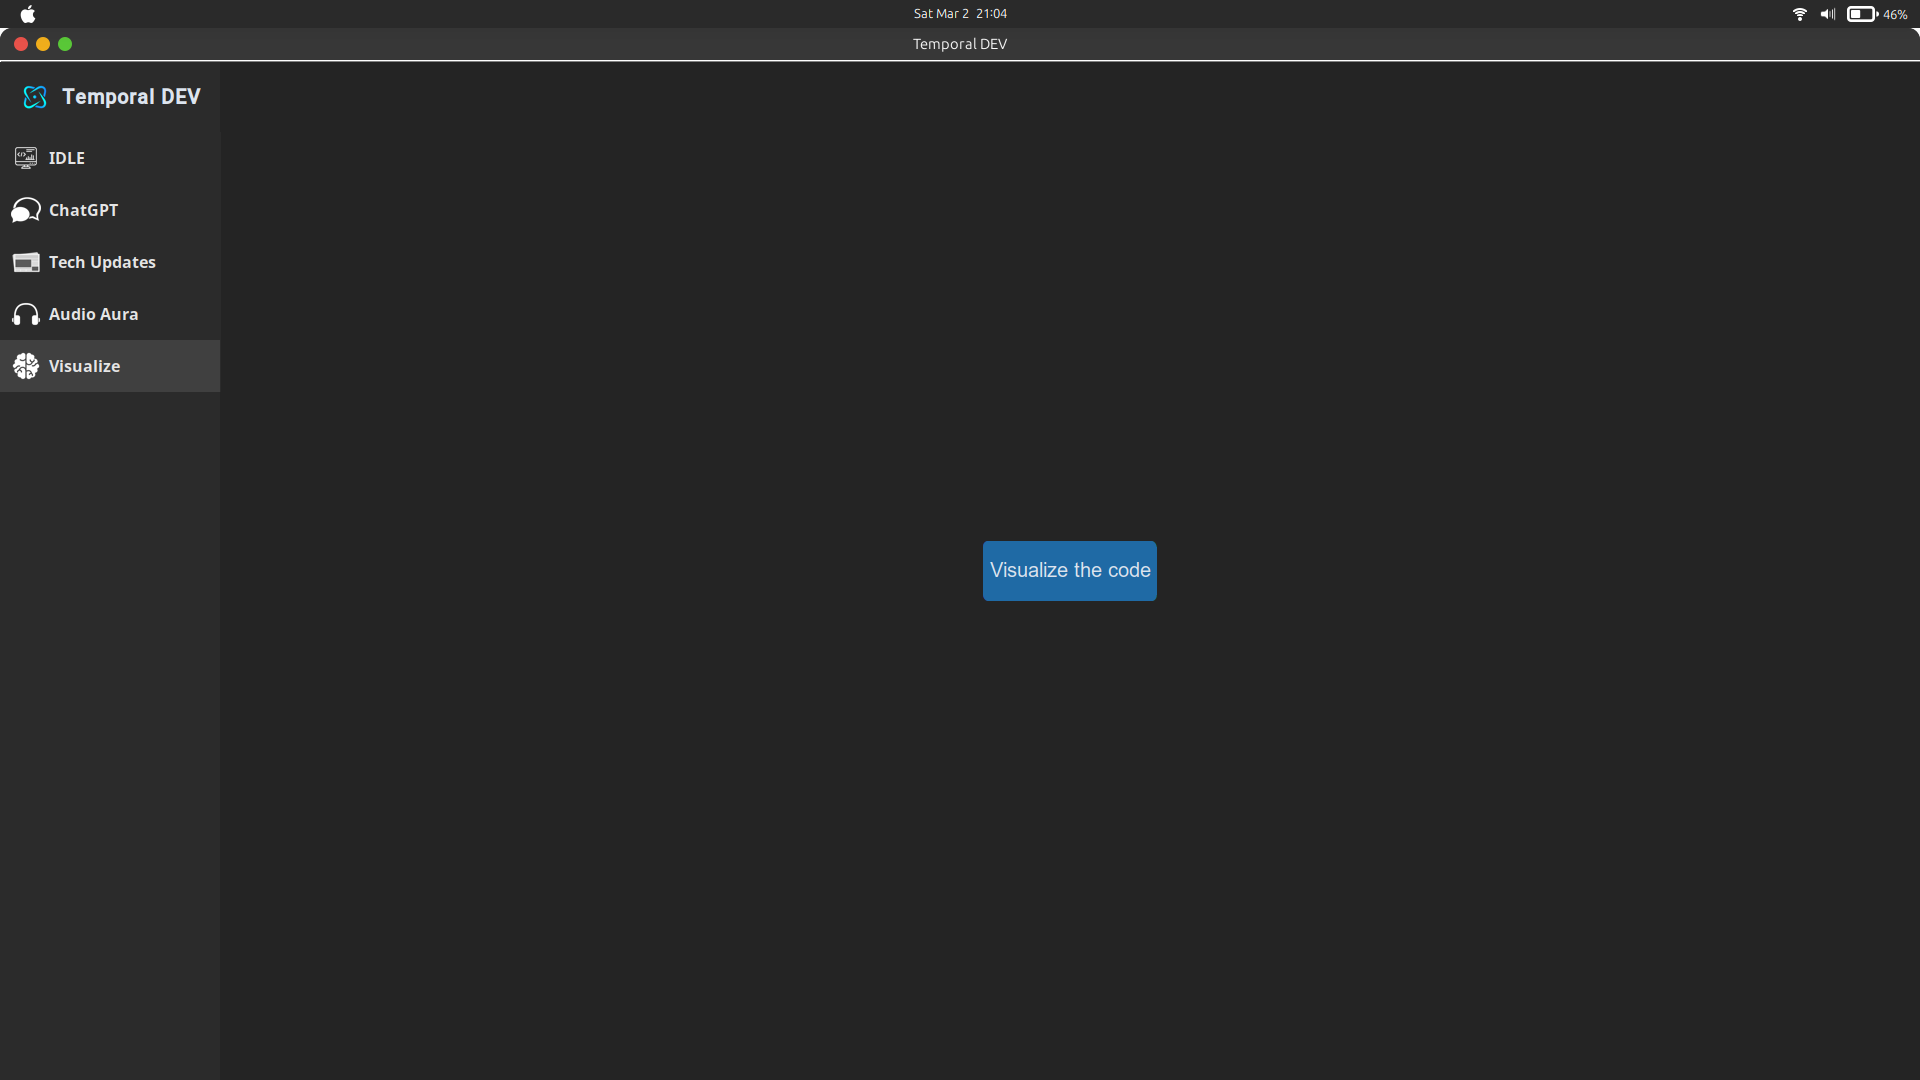 Sat Mar 2 21:04
46%
Temporal DEV
Temporal DEV
IDLE
ChatGPT
Tech Updates
Audio Aura
Visualize
Visualize the code